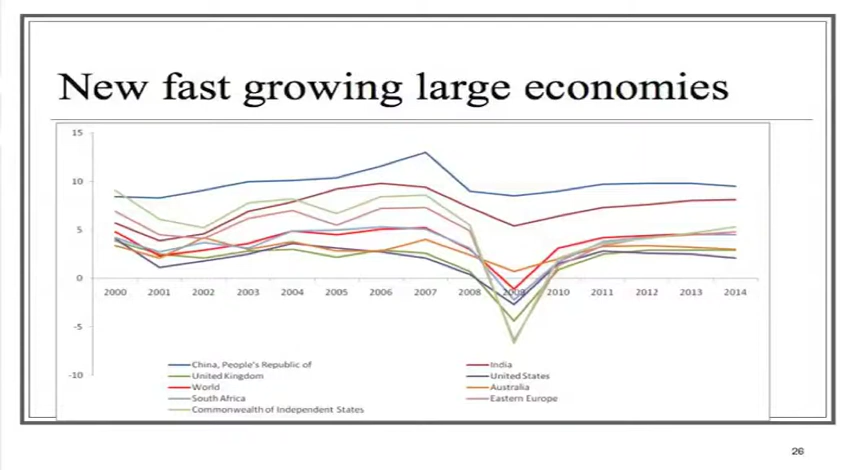 New fast growing large economies
15
10
5
0
2000 2001 2002 2003 2004 2005 2006 2007 2008 2009 2010 2011 2012 2013 2014
-5
-10
China, People's Republic of India
United Kingdom United States
World Australia
South Africa Eastern Europe
Commonwealth of Independent States
26